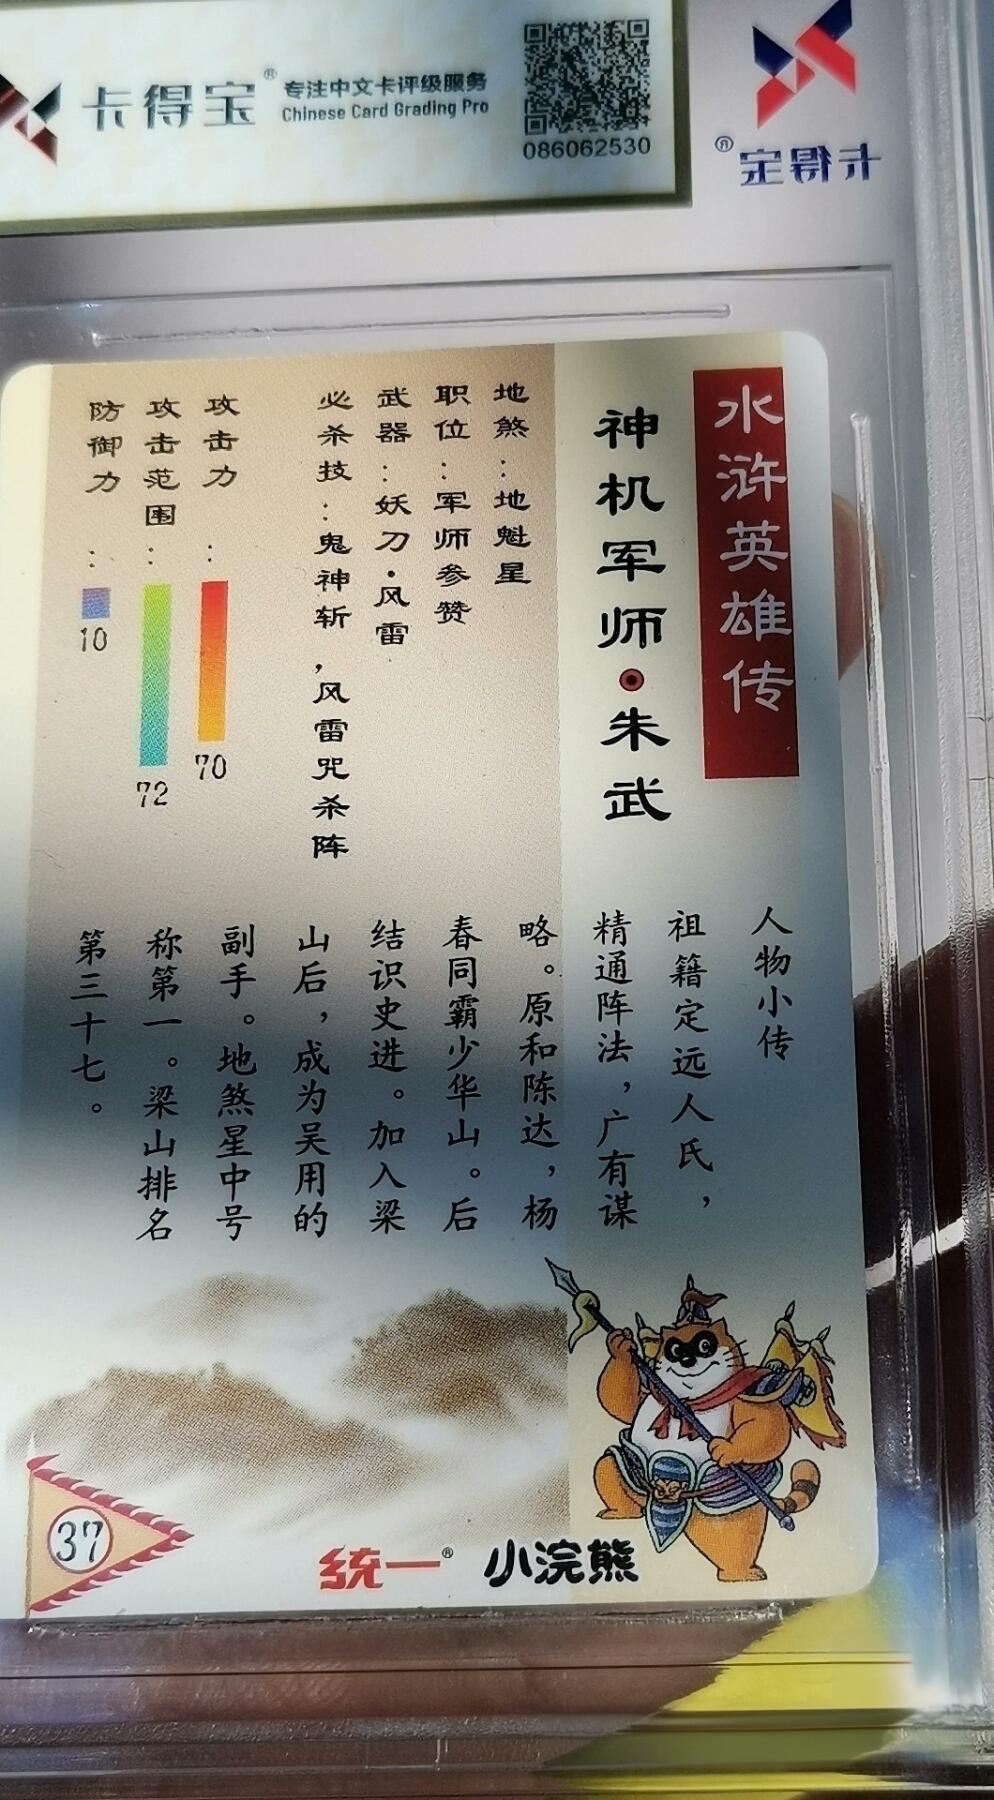 卡得宝®
专注中文卡评级服务
Chinese Card Grading Pro
086062530
卡得宝®
水浒英雄传
神机军师·朱武
地煞：地魁星
职位：军师参赞
武器：妖刀·风雷
必杀技：鬼神斩，风雷咒杀阵
攻击力：70
攻击范围：72
防御力：10
人物小传
祖籍定远人氏，
精通阵法，广有谋
略。原和陈达，杨
春同霸少华山。后
结识史进。加入梁
山后，成为吴用的
副手。地煞星中号
称第一。梁山排名
第三十七。
37
统一® 小浣熊